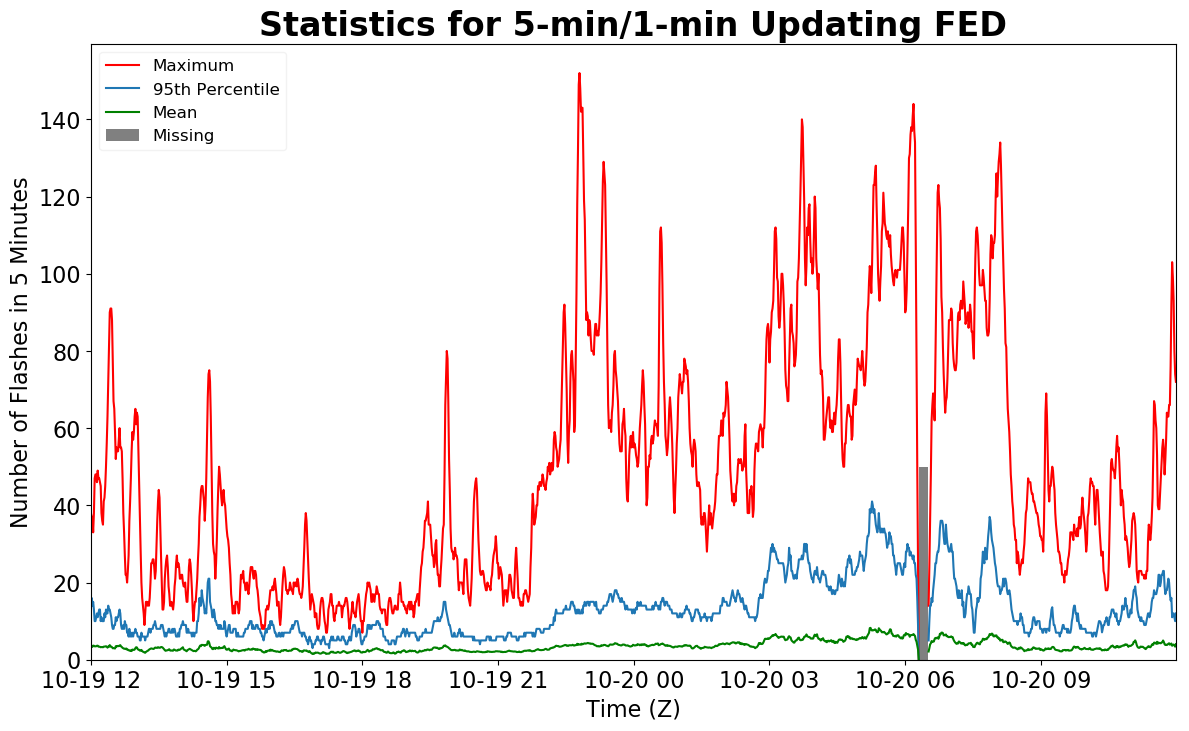 Statistics for 5-min/1-min Updating FED
Maximum
95th Percentile
Mean
Missing
Number of Flashes in 5 Minutes
140
120
100
80
60
40
20
0
10-19 12
10-19 15
10-19 18
10-19 21
10-20 00
10-20 03
10-20 06
10-20 09
Time (Z)